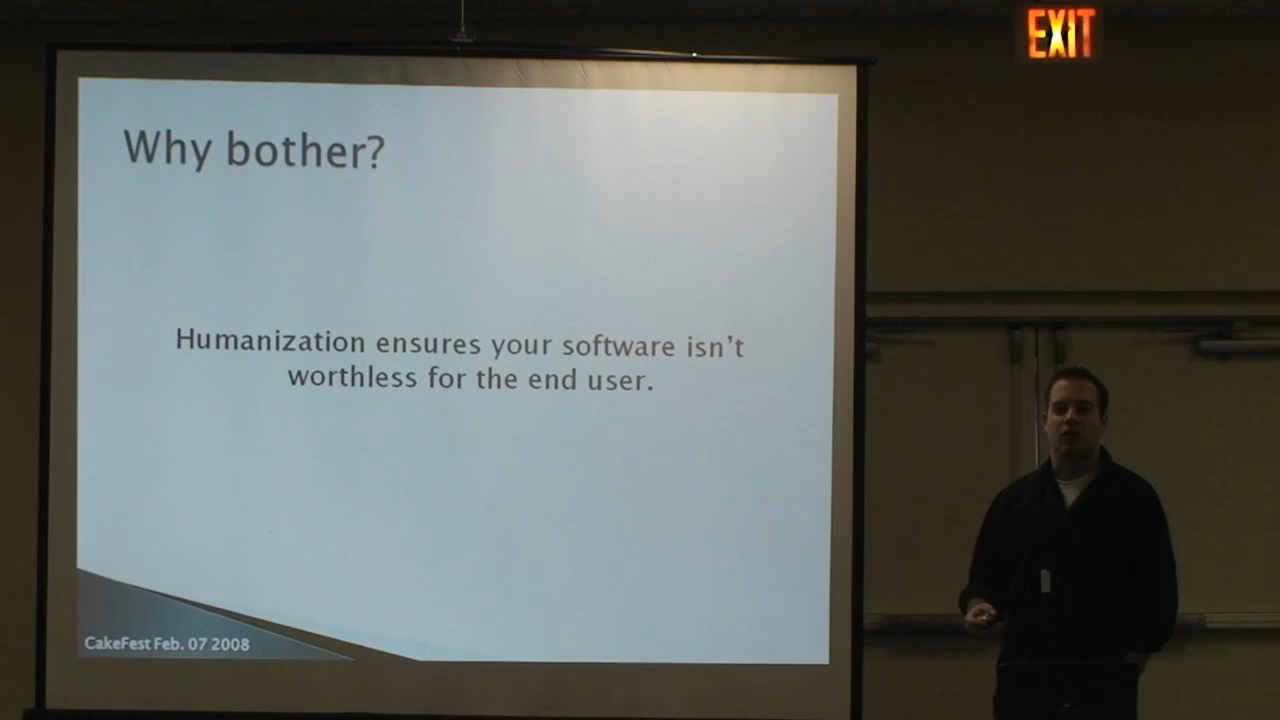 EXIT
Why bother?
Humanization ensures your software isn't
worthless for the end user.
CakeFest Feb. 07 2008